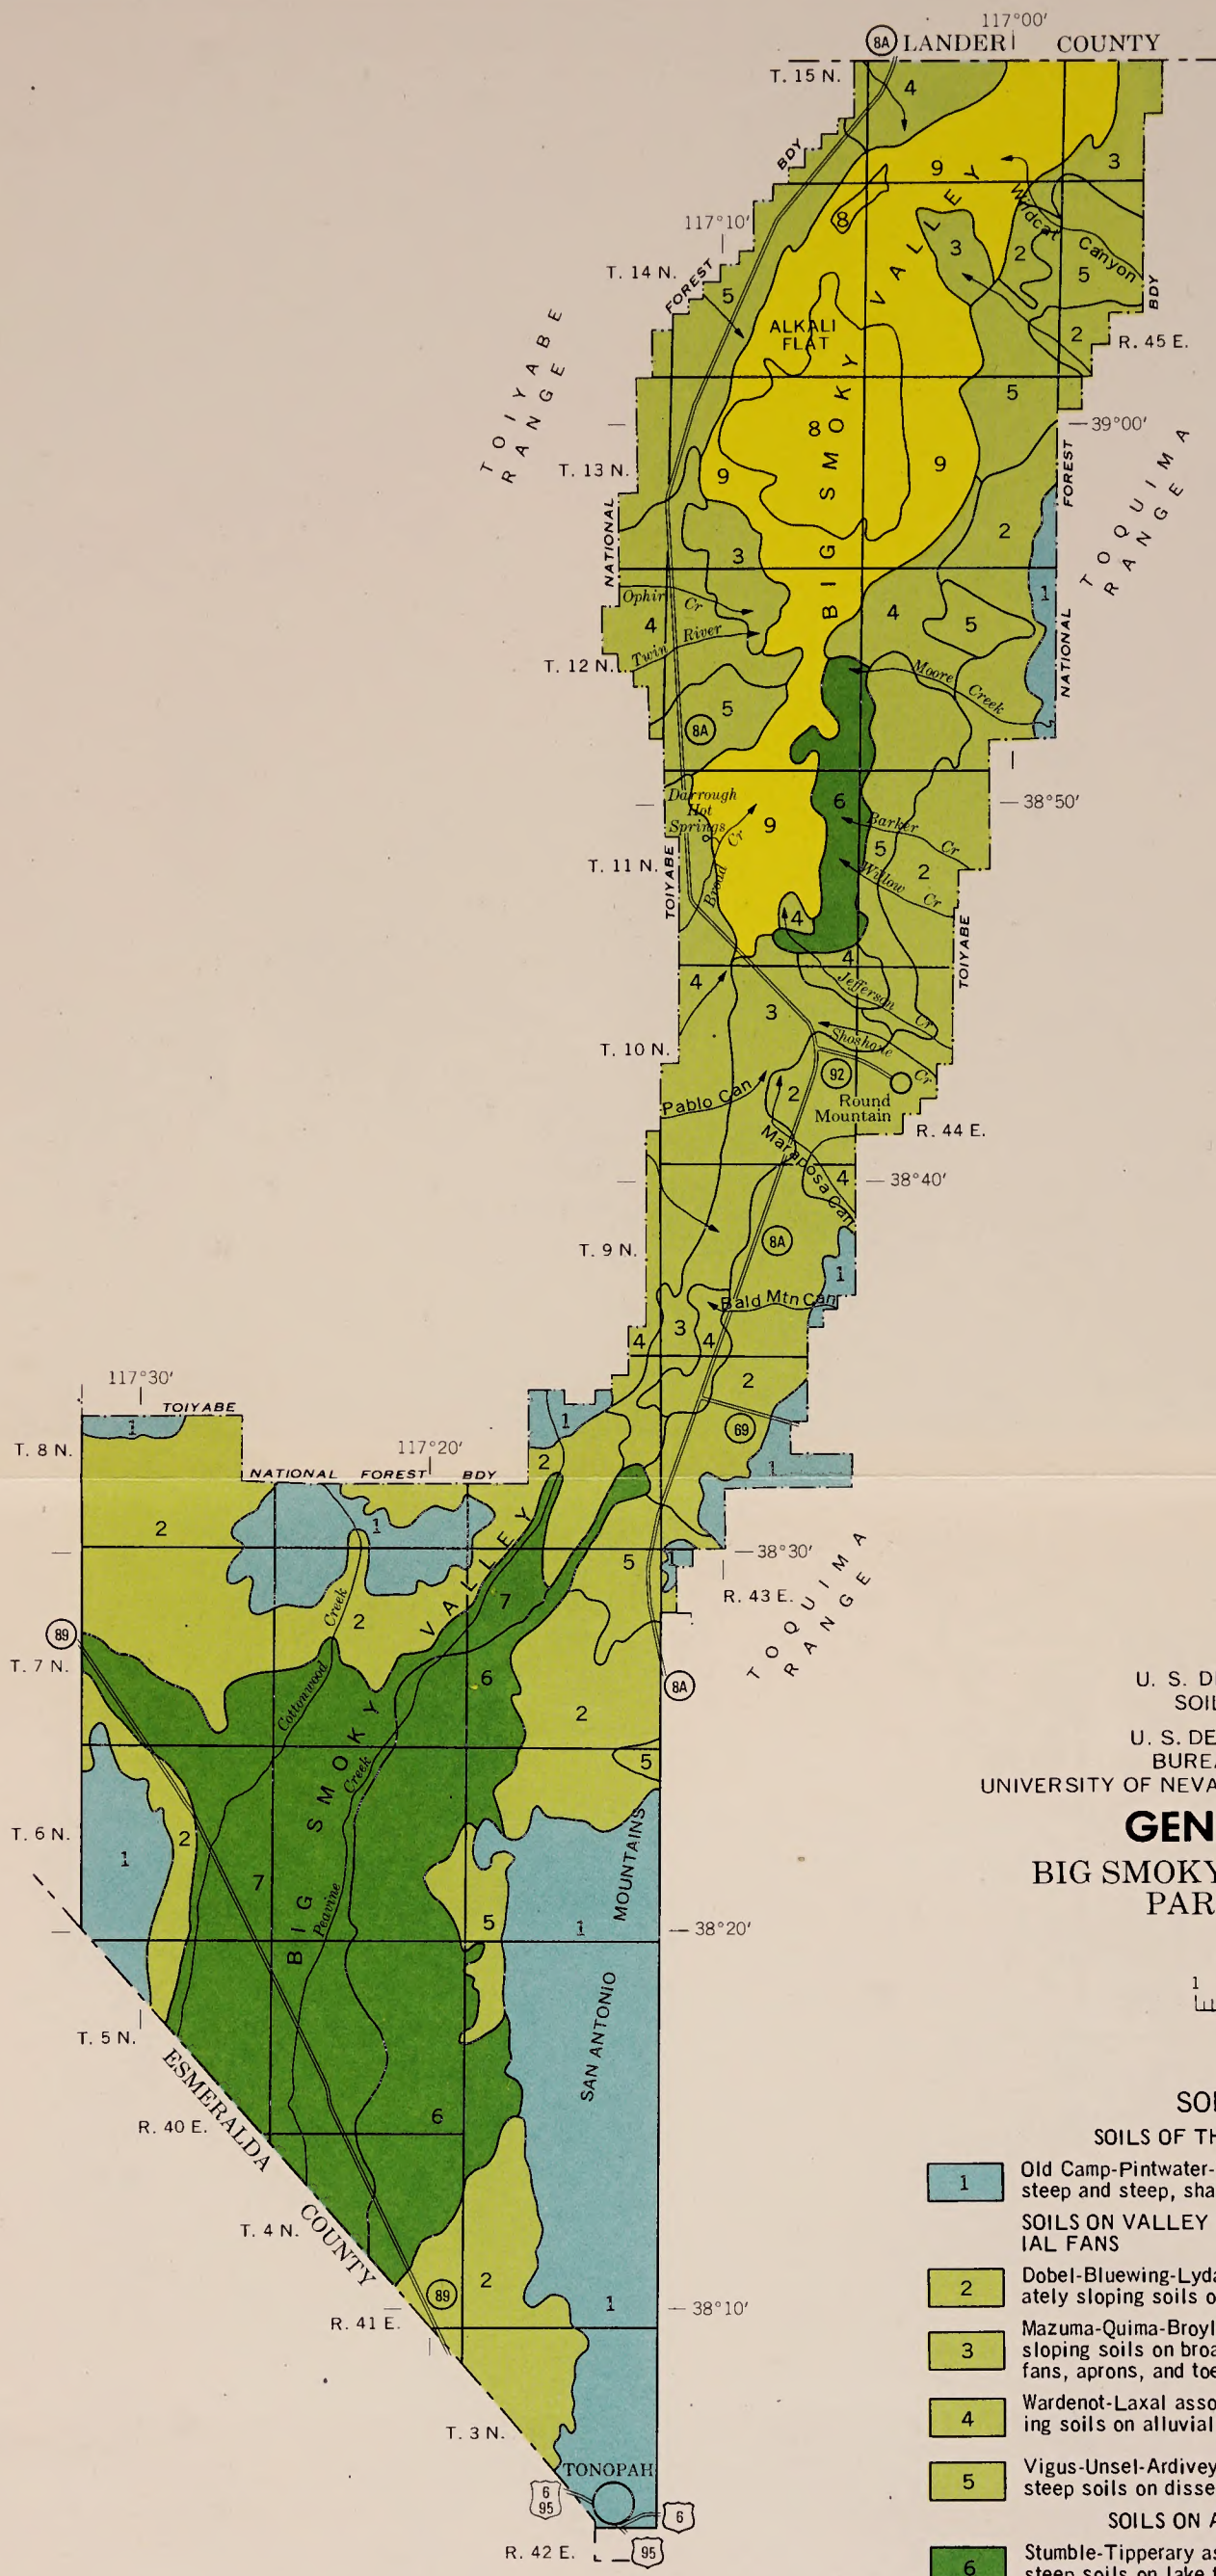 117°00'
8A LANDER COUNTY
T. 15 N.
4
BDY
9
3
8
117°10'
Wildcat Canyon
3
2
5
T. 14 N.
FOREST
5
BDY
ALKALI
FLAT
2
R. 45 E.
TOIYABE
RANGE
5
39°00'
8
BIG SMOKY VALLEY
T. 13 N.
9
9
FOREST
TOQUIMA
RANGE
NATIONAL
2
3
1
Ophir Cr
4
4
5
Twin River
T. 12 N.
Moore Creek
NATIONAL
5
8A
38°50'
Darrough
Hot
Springs
6
9
Barker Cr
5
2
T. 11 N.
TOIYABE
Broad Cr
Willow Cr
4
TOIYABE
4
4
Jefferson Cr
3
T. 10 N.
Shoshone Cr
92
Pablo Can
2
Round
Mountain
R. 44 E.
Mariposa Can
4
38°40'
8A
T. 9 N.
1
Bald Mtn Can
3
4
4
2
117°30'
TOIYABE
1
1
69
T. 8 N.
117°20'
2
1
NATIONAL FOREST BDY
2
1
38°30'
5
1
R. 43 E.
TOQUIMA
RANGE
7
2
89
T. 7 N.
BIG SMOKY VALLEY
6
8A
Cottonwood Creek
2
5
Peavine Creek
T. 6 N.
2
1
7
5
1
SAN ANTONIO MOUNTAINS
38°20'
T. 5 N.
ESMERALDA COUNTY
R. 40 E.
6
T. 4 N.
2
89
1
38°10'
R. 41 E.
T. 3 N.
TONOPAH
6
95
6
R. 42 E.
95
U. S. D
SOIL
U. S. DE
BUREA
UNIVERSITY OF NEVA
GEN
BIG SMOKY
PAR
1
SOI
SOILS OF TH
1 Old Camp-Pintwater-
steep and steep, sha
SOILS ON VALLEY
IAL FANS
2 Dobel-Bluewing-Lyda
ately sloping soils o
3 Mazuma-Quima-Broyl
sloping soils on broa
fans, aprons, and toe
4 Wardenot-Laxal asso
ing soils on alluvial
5 Vigus-Unsel-Ardivey
steep soils on disse
SOILS ON A
6 Stumble-Tipperary as
steep soils on lake